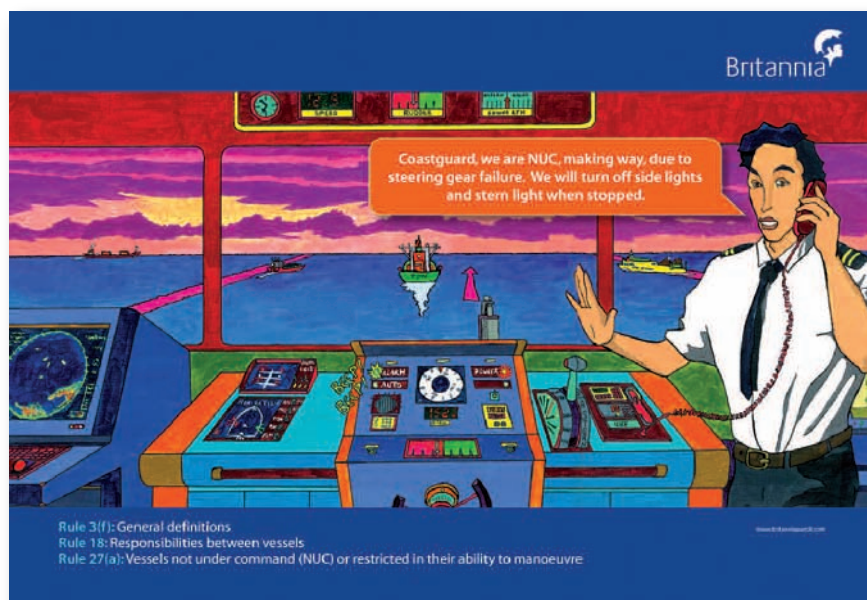 Britannia
SPEED
RUDDER
Coastguard, we are NUC, making way, due to
steering gear failure. We will turn off side lights
and stern light when stopped.
ALARM
POWER
AUTO
Rule 3(f): General definitions
Rule 18: Responsibilities between vessels
Rule 27(a): Vessels not under command (NUC) or restricted in their ability to manoeuvre